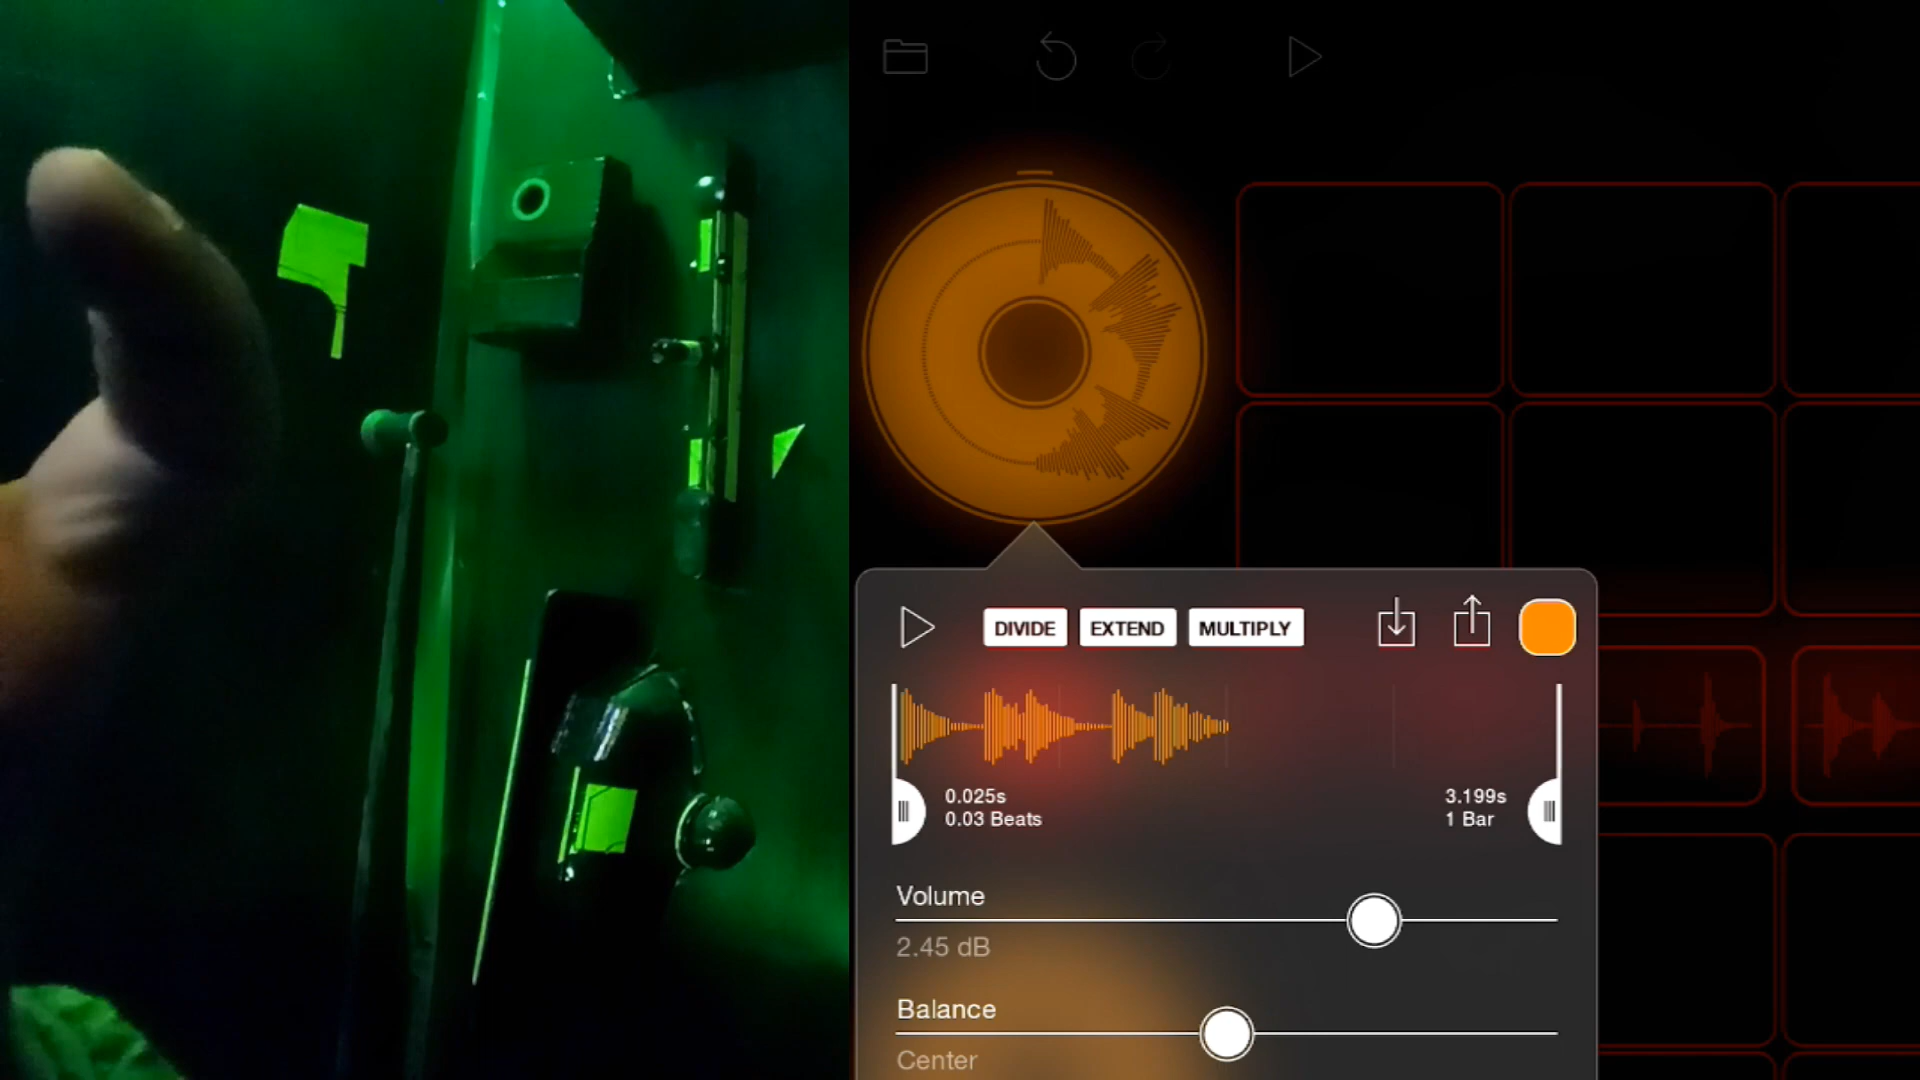 DIVIDE EXTEND MULTIPLY
0.025s
0.03 Beats
3.199s
1 Bar
Volume
2.45 dB
Balance
Center